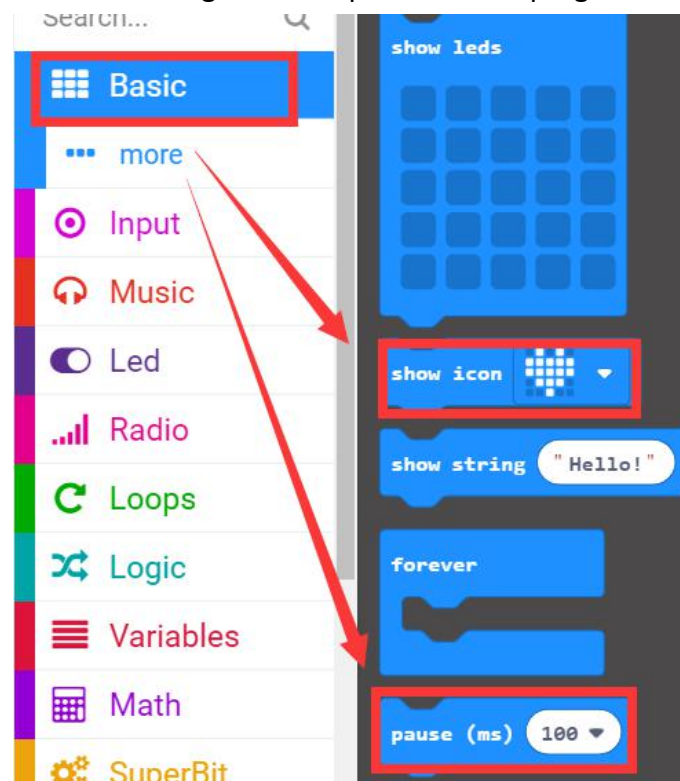 Search...
Basic
more
Input
Music
Led
Radio
Loops
Logic
Variables
Math
SuperBit
show leds
show icon
show string "Hello!"
forever
pause (ms) 100